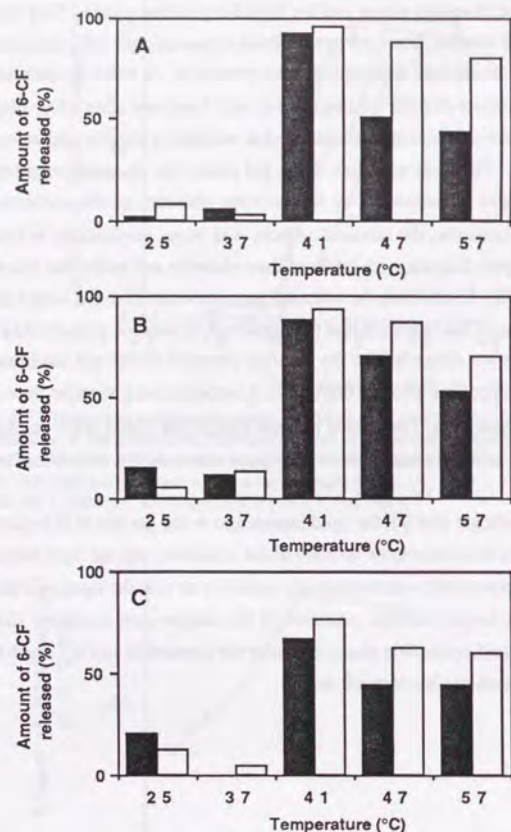 100
A
50
0
Amount of 6-CF
released (%)
2 5 3 7 4 1 4 7 5 7
Temperature (°C)
100
B
50
0
Amount of 6-CF
released (%)
2 5 3 7 4 1 4 7 5 7
Temperature (°C)
100
C
50
0
Amount of 6-CF
released (%)
2 5 3 7 4 1 4 7 5 7
Temperature (°C)